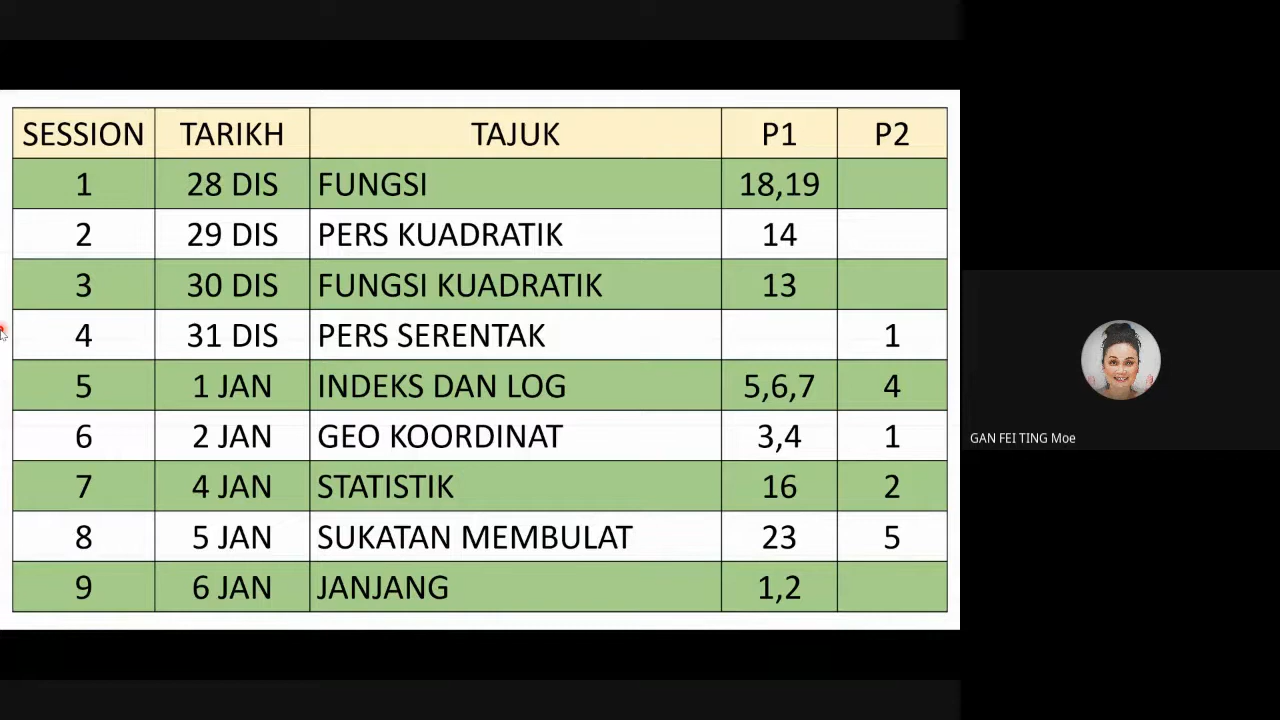 SESSION TARIKH TAJUK P1 P2
1 28 DIS FUNGSI 18,19
2 29 DIS PERS KUADRATIK 14
3 30 DIS FUNGSI KUADRATIK 13
4 31 DIS PERS SERENTAK 1
5 1 JAN INDEKS DAN LOG 5,6,7 4
6 2 JAN GEO KOORDINAT 3,4 1
7 4 JAN STATISTIK 16 2
8 5 JAN SUKATAN MEMBULAT 23 5
9 6 JAN JANJANG 1,2
GAN FEI TING Moe